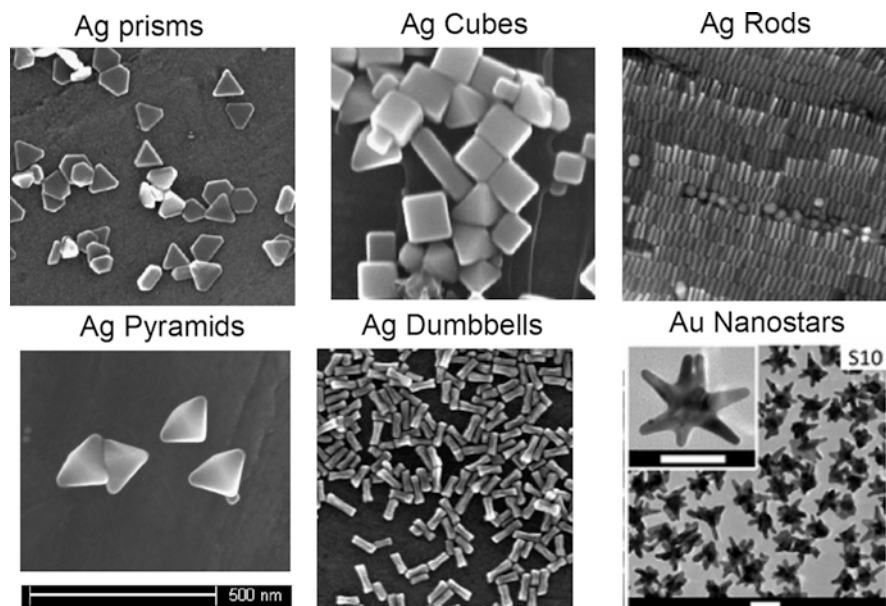 Ag prisms
Ag Cubes
Ag Rods
Ag Pyramids
Ag Dumbbells
Au Nanostars
S10
500 nm